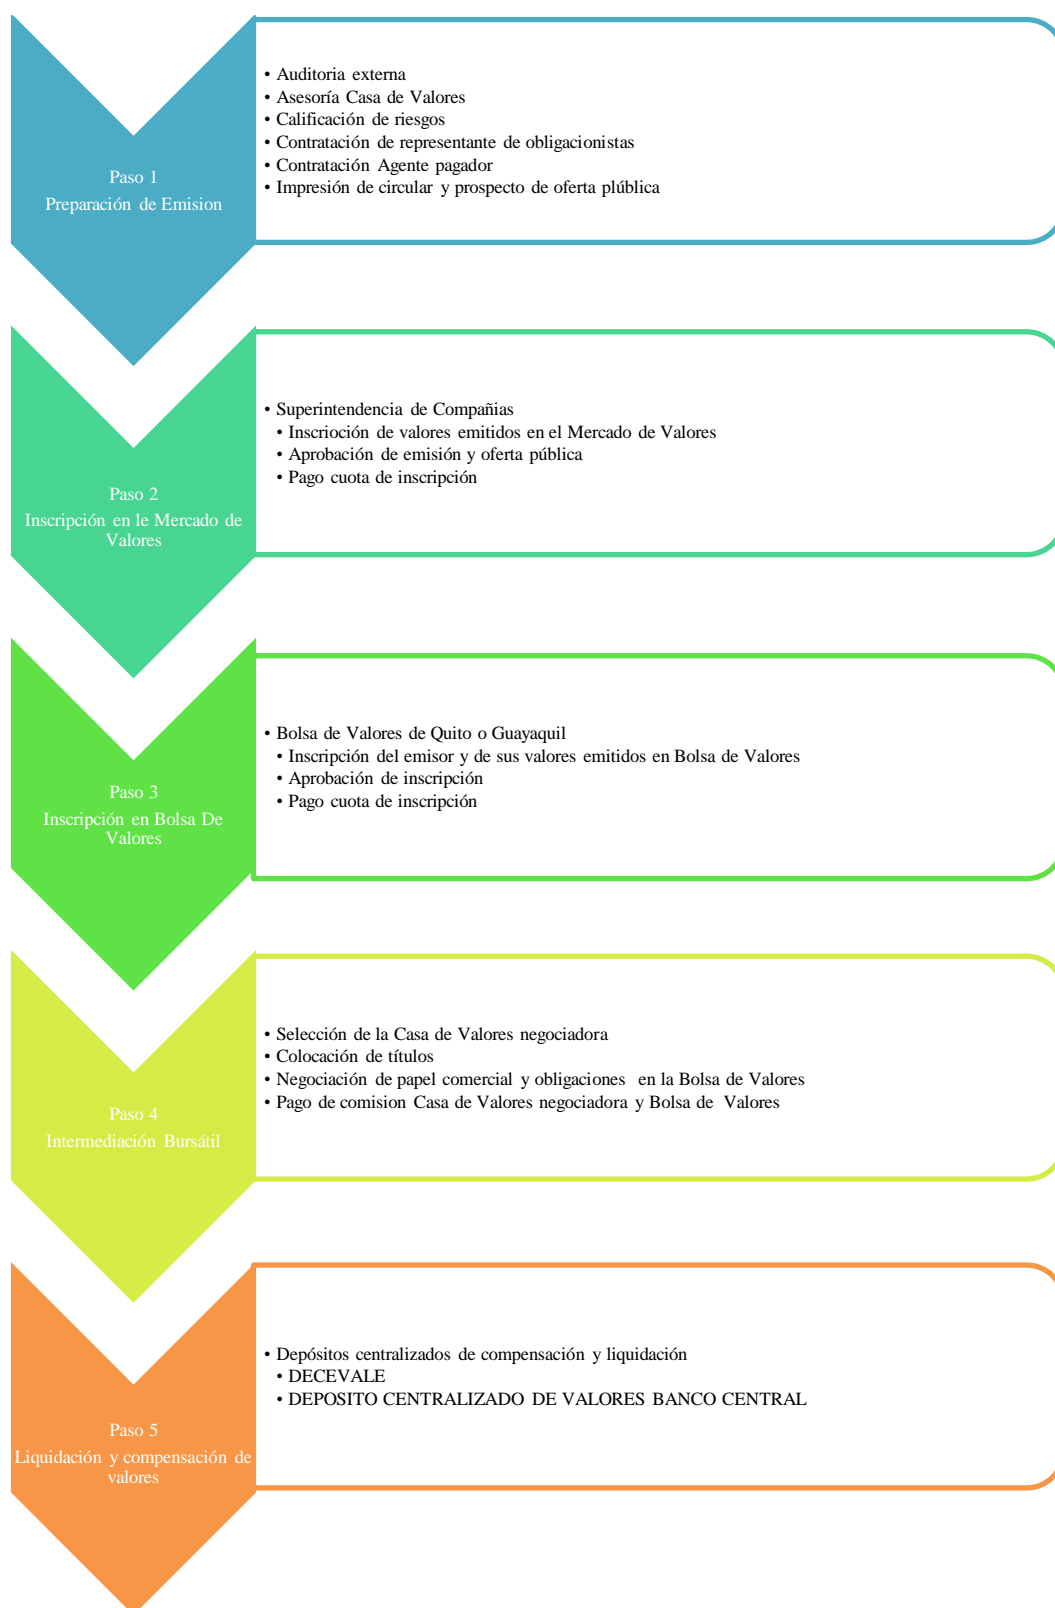 Paso 1
Preparación de Emision
• Auditoria externa
• Asesoría Casa de Valores
• Calificación de riesgos
• Contratación de representante de obligacionistas
• Contratación Agente pagador
• Impresión de circular y prospecto de oferta plública
Paso 2
Inscripción en le Mercado de
Valores
• Superintendencia de Compañias
• Inscrioción de valores emitidos en el Mercado de Valores
• Aprobación de emisión y oferta pública
• Pago cuota de inscripción
Paso 3
Inscripción en Bolsa De
Valores
• Bolsa de Valores de Quito o Guayaquil
• Inscripción del emisor y de sus valores emitidos en Bolsa de Valores
• Aprobación de inscripción
• Pago cuota de inscripción
Paso 4
Intermediación Bursátil
• Selección de la Casa de Valores negociadora
• Colocación de títulos
• Negociación de papel comercial y obligaciones en la Bolsa de Valores
• Pago de comision Casa de Valores negociadora y Bolsa de Valores
Paso 5
Liquidación y compensación de
valores
• Depósitos centralizados de compensación y liquidación
• DECEVALE
• DEPOSITO CENTRALIZADO DE VALORES BANCO CENTRAL